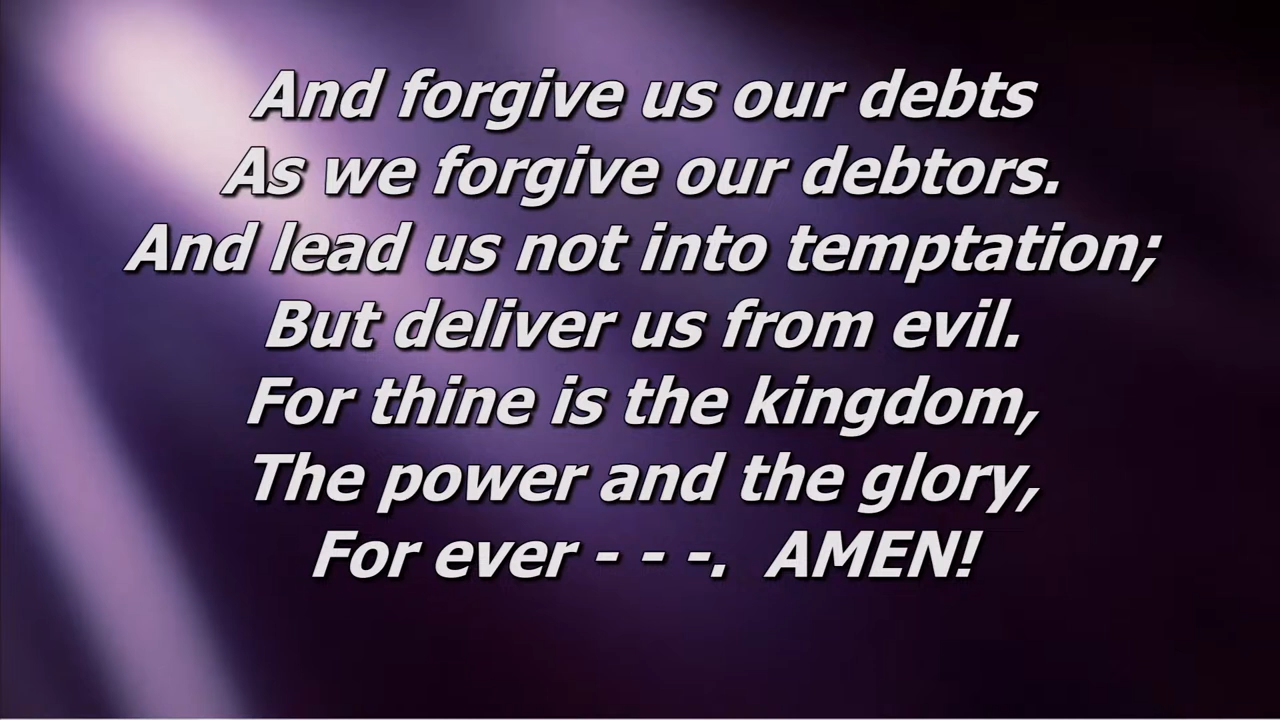 And forgive us our debts
As we forgive our debtors.
And lead us not into temptation;
But deliver us from evil.
For thine is the kingdom,
The power and the glory,
For ever - - -.  AMEN!